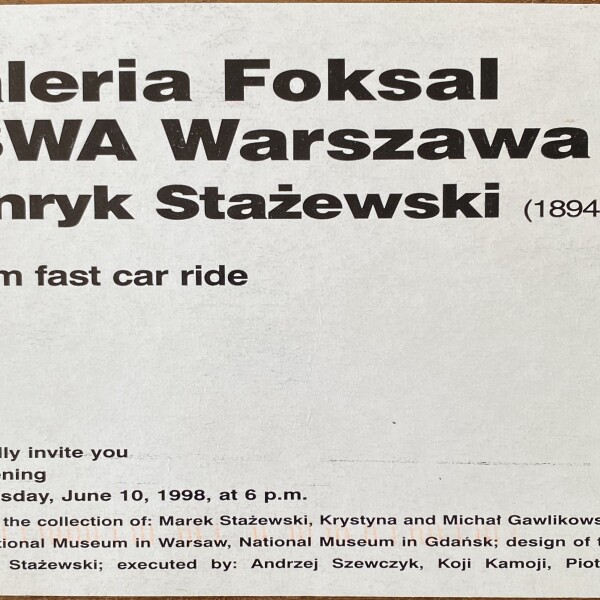 aleria Foksal
SWA Warszawa
nryk Stażewski (1894
m fast car ride
lly invite you
ening
sday, June 10, 1998, at 6 p.m.
the collection of: Marek Stażewski, Krystyna and Michał Gawlikows
tional Museum in Warsaw, National Museum in Gdańsk; design of t
Stażewski; executed by: Andrzej Szewczyk, Koji Kamoji, Piot